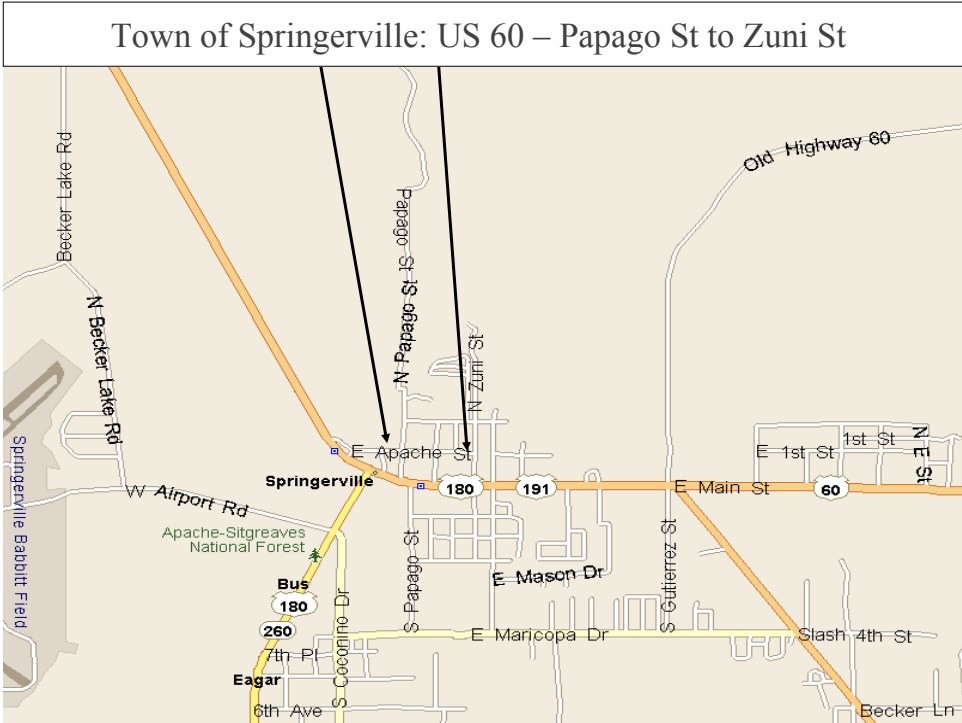 Town of Springerville: US 60 – Papago St to Zuni St
Becker Lake Rd
Old Highway 60
Papago St
N Papago St
N Becker Lake Rd
N Zuni St
Springerville Babbitt Field
E Apache St
Springerville
180
191
E 1st St
1st St
N E St
E Main St
60
W Airport Rd
Apache-Sitgreaves
National Forest
S Papago St
E Mason Dr
S Gutierrez St
Bus
180
260
S Coconino Dr
E Maricopa Dr
Slash 4th St
7th Pl
Eagar
6th Ave
Becker Ln